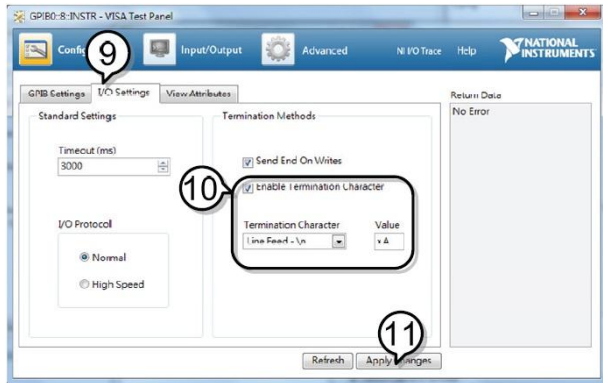 GPIB0::8::INSTR - VISA Test Panel
Input/Output
Advanced
NI I/O Trace
Help
NATIONAL
INSTRUMENTS
9
GPIB Settings
I/O Settings
View Attributes
Return Data
Standard Settings
Termination Methods
No Error
Timeout (ms)
3000
Send End On Writes
10
Enable Termination Character
I/O Protocol
Termination Character
Value
Line Feed - \n
xA
Normal
High Speed
11
Refresh
Apply Changes